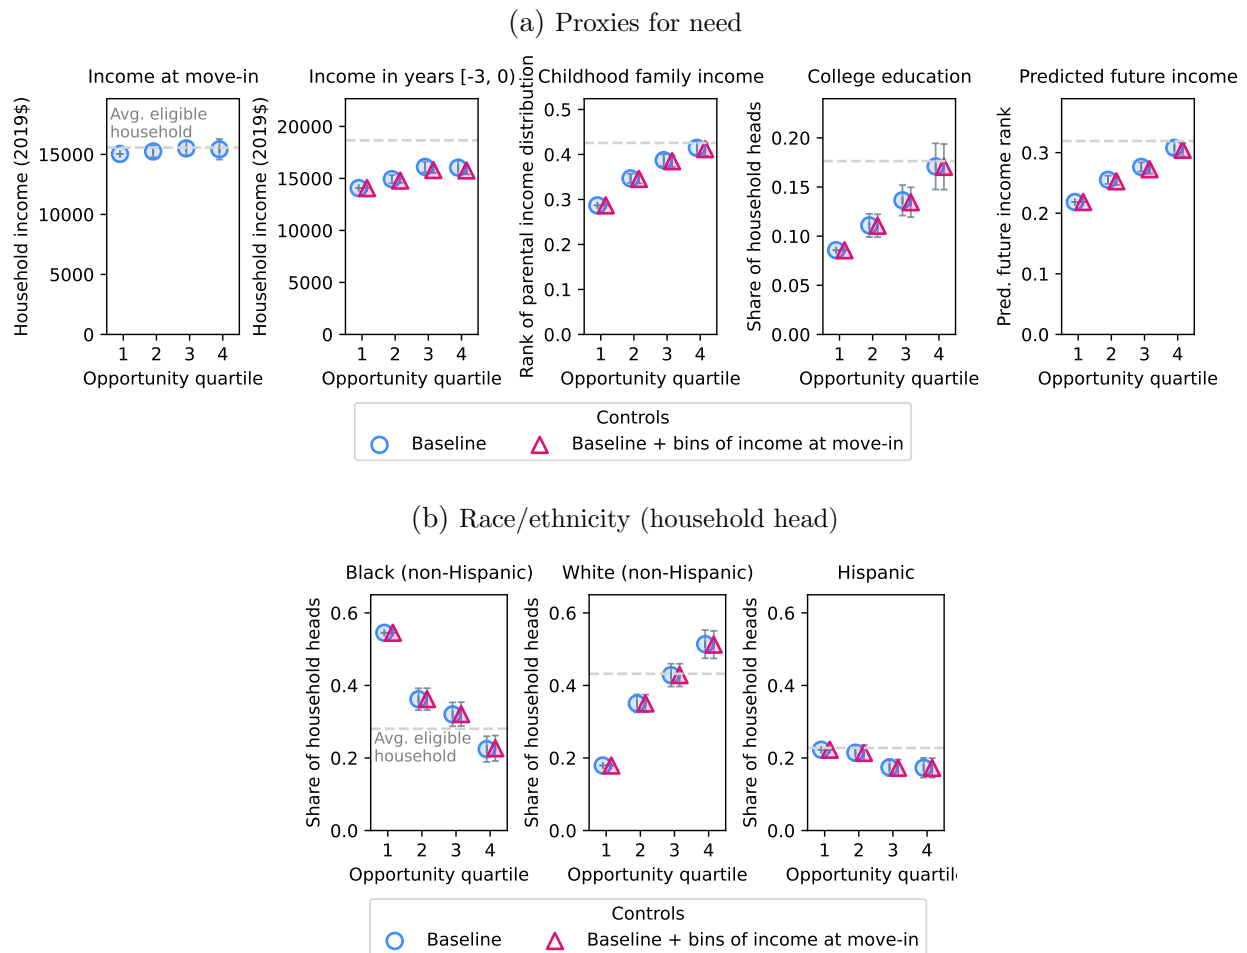 (a) Proxies for need
Income at move-in
Household income (2019$)
Avg. eligible
household
15000
10000
5000
0
1 2 3 4
Opportunity quartile
Income in years [-3, 0)
Household income (2019$)
20000
15000
10000
5000
0
1 2 3 4
Opportunity quartile
Childhood family income
Rank of parental income distribution
0.5
0.4
0.3
0.2
0.1
0.0
1 2 3 4
Opportunity quartile
College education
Share of household heads
0.20
0.15
0.10
0.05
0.00
1 2 3 4
Opportunity quartile
Predicted future income
Pred. future income rank
0.3
0.2
0.1
0.0
1 2 3 4
Opportunity quartile
Controls
Baseline
Baseline + bins of income at move-in
(b) Race/ethnicity (household head)
Black (non-Hispanic)
Share of household heads
0.6
0.4
0.2
0.0
Avg. eligible
household
1 2 3 4
Opportunity quartile
White (non-Hispanic)
Share of household heads
0.6
0.4
0.2
0.0
1 2 3 4
Opportunity quartile
Hispanic
Share of household heads
0.6
0.4
0.2
0.0
1 2 3 4
Opportunity quartil
Controls
Baseline
Baseline + bins of income at move-in